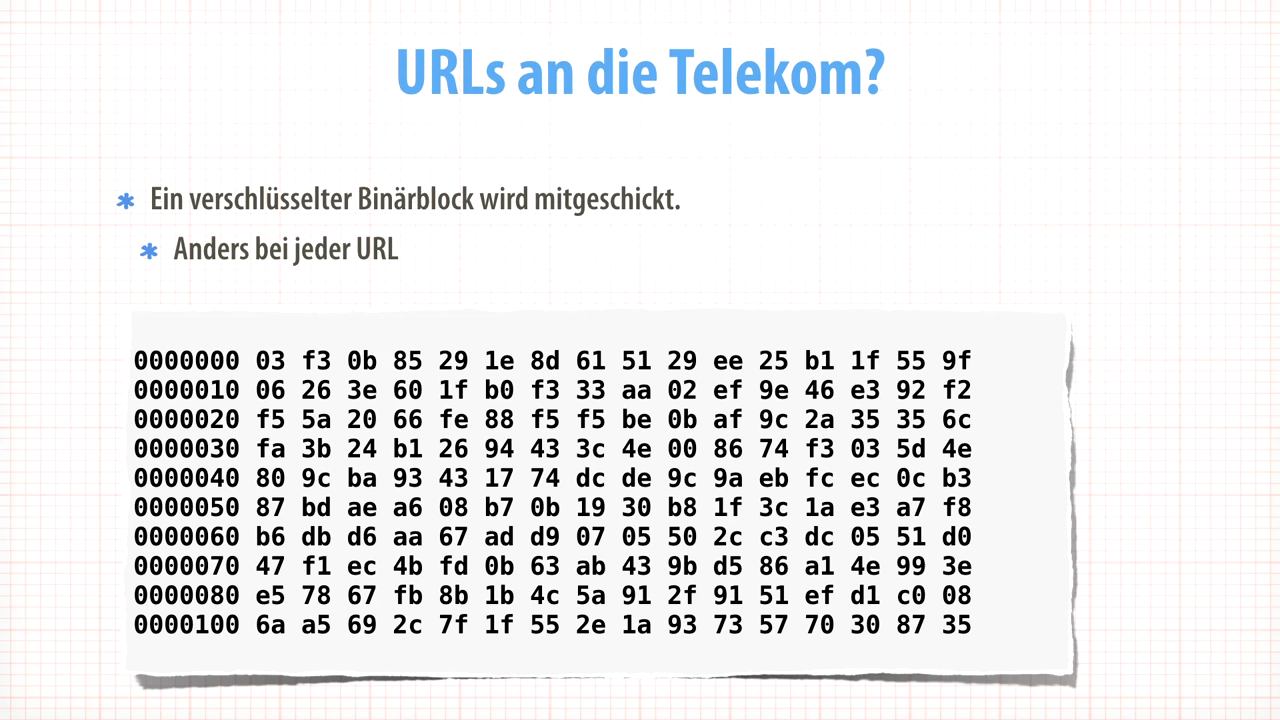 URLs an die Telekom?
Ein verschlüsselter Binärblock wird mitgeschickt.
Anders bei jeder URL
0000000 03 f3 0b 85 29 1e 8d 61 51 29 ee 25 b1 1f 55 9f
0000010 06 26 3e 60 1f b0 f3 33 aa 02 ef 9e 46 e3 92 f2
0000020 f5 5a 20 66 fe 88 f5 f5 be 0b af 9c 2a 35 35 6c
0000030 fa 3b 24 b1 26 94 43 3c 4e 00 86 74 f3 03 5d 4e
0000040 80 9c ba 93 43 17 74 dc de 9c 9a eb fc ec 0c b3
0000050 87 bd ae a6 08 b7 0b 19 30 b8 1f 3c 1a e3 a7 f8
0000060 b6 db d6 aa 67 ad d9 07 05 50 2c c3 dc 05 51 d0
0000070 47 f1 ec 4b fd 0b 63 ab 43 9b d5 86 a1 4e 99 3e
0000080 e5 78 67 fb 8b 1b 4c 5a 91 2f 91 51 ef d1 c0 08
0000100 6a a5 69 2c 7f 1f 55 2e 1a 93 73 57 70 30 87 35